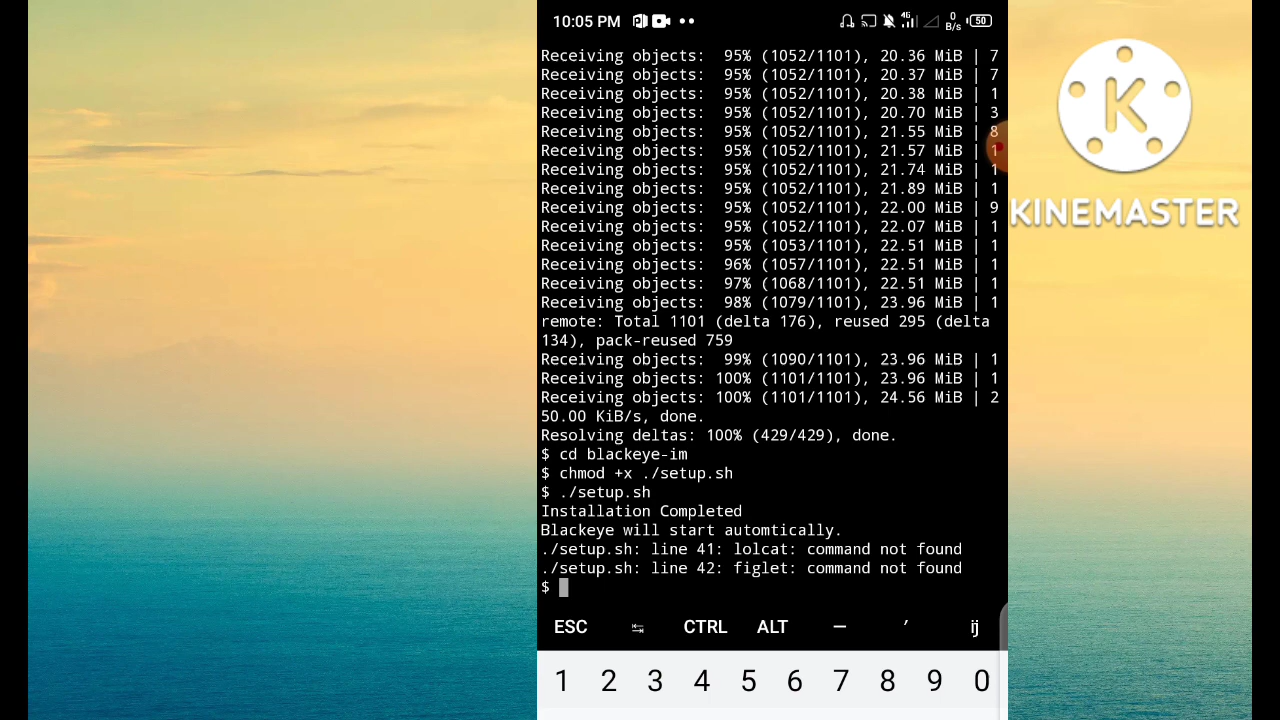 10:05 PM
4G
0
B/s
50
Receiving objects:  95% (1052/1101), 20.36 MiB | 7
Receiving objects:  95% (1052/1101), 20.37 MiB | 7
Receiving objects:  95% (1052/1101), 20.38 MiB | 1
Receiving objects:  95% (1052/1101), 20.70 MiB | 3
Receiving objects:  95% (1052/1101), 21.55 MiB | 8
Receiving objects:  95% (1052/1101), 21.57 MiB | 1
Receiving objects:  95% (1052/1101), 21.74 MiB | 1
Receiving objects:  95% (1052/1101), 21.89 MiB | 1
Receiving objects:  95% (1052/1101), 22.00 MiB | 9
Receiving objects:  95% (1052/1101), 22.07 MiB | 1
Receiving objects:  95% (1053/1101), 22.51 MiB | 1
Receiving objects:  96% (1057/1101), 22.51 MiB | 1
Receiving objects:  97% (1068/1101), 22.51 MiB | 1
Receiving objects:  98% (1079/1101), 23.96 MiB | 1
remote: Total 1101 (delta 176), reused 295 (delta
134), pack-reused 759
Receiving objects:  99% (1090/1101), 23.96 MiB | 1
Receiving objects: 100% (1101/1101), 23.96 MiB | 1
Receiving objects: 100% (1101/1101), 24.56 MiB | 2
50.00 KiB/s, done.
Resolving deltas: 100% (429/429), done.
$ cd blackeye-im
$ chmod +x ./setup.sh
$ ./setup.sh
Installation Completed
Blackeye will start automtically.
./setup.sh: line 41: lolcat: command not found
./setup.sh: line 42: figlet: command not found
$
ESC ↹ CTRL ALT — ′ ij
1 2 3 4 5 6 7 8 9 0
K
KINEMASTER